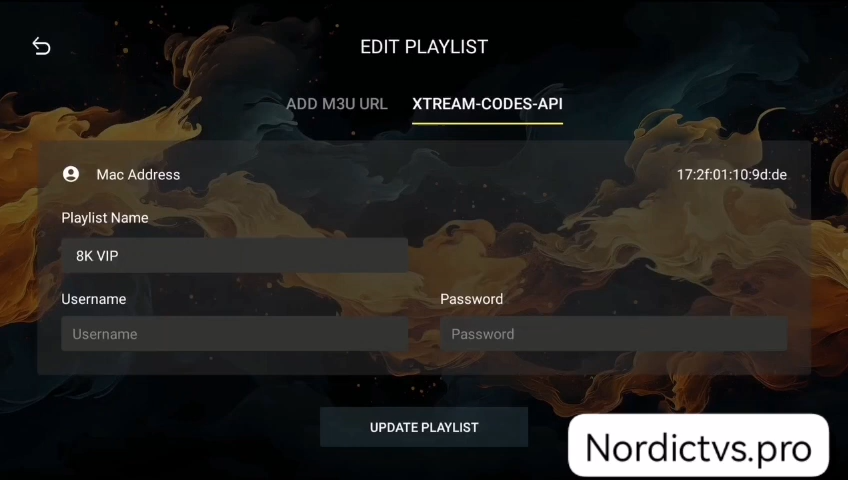 EDIT PLAYLIST
ADD M3U URL XTREAM-CODES-API
Mac Address 17:2f:01:10:9d:de
Playlist Name
8K VIP
Username Password
Username Password
UPDATE PLAYLIST
Nordictvs.pro